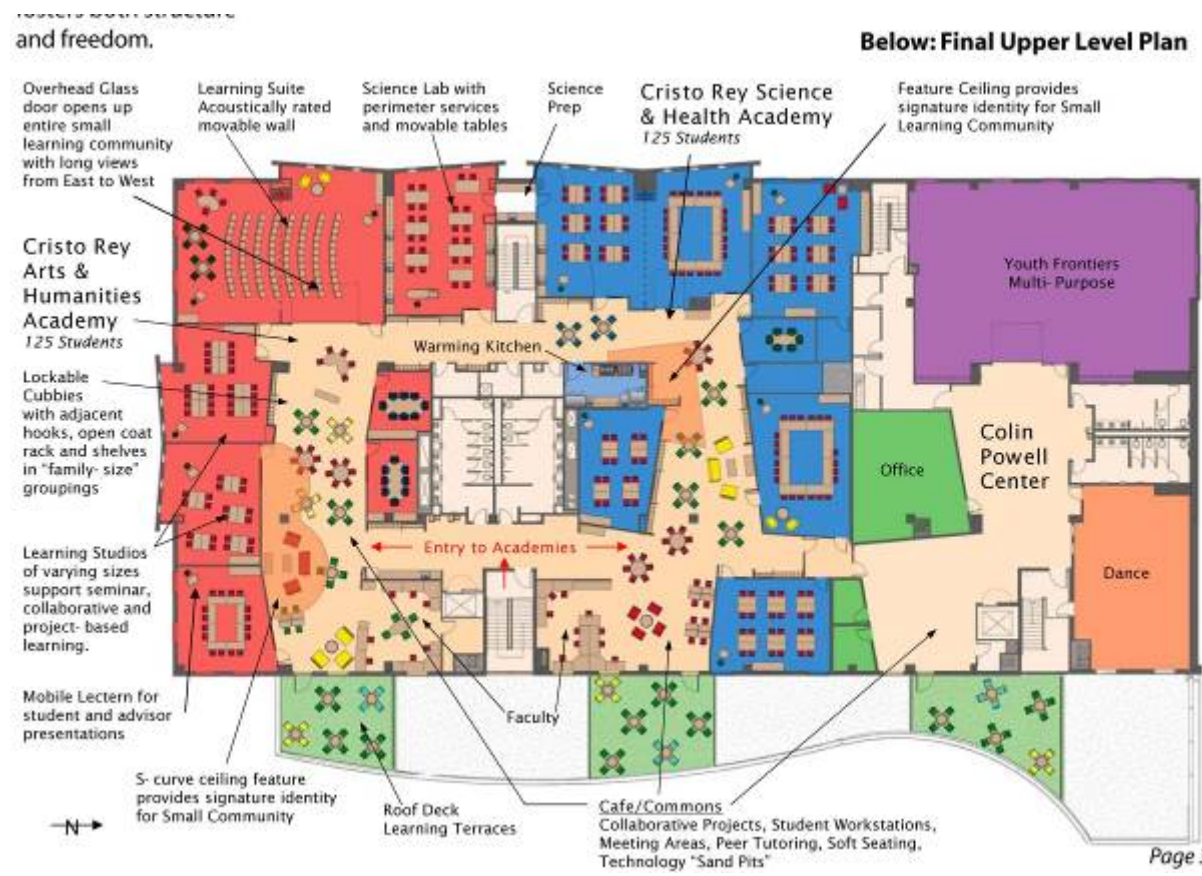 and freedom.
Below: Final Upper Level Plan
Overhead Glass
door opens up
entire small
learning community
with long views
from East to West
Learning Suite
Acoustically rated
movable wall
Science Lab with
perimeter services
and movable tables
Science
Prep
Cristo Rey Science
& Health Academy
125 Students
Feature Ceiling provides
signature identity for Small
Learning Community
Cristo Rey
Arts &
Humanities
Academy
125 Students
Youth Frontiers
Multi- Purpose
Warming Kitchen
Lockable
Cubbies
with adjacent
hooks, open coat
rack and shelves
in "family- size"
groupings
Colin
Powell
Center
Office
Entry to Academies
Learning Studios
of varying sizes
support seminar,
collaborative and
project- based
learning.
Dance
Mobile Lectern for
student and advisor
presentations
Faculty
S- curve ceiling feature
provides signature identity
for Small Community
Roof Deck
Learning Terraces
Cafe/Commons
Collaborative Projects, Student Workstations,
Meeting Areas, Peer Tutoring, Soft Seating,
Technology "Sand Pits"
N
Page